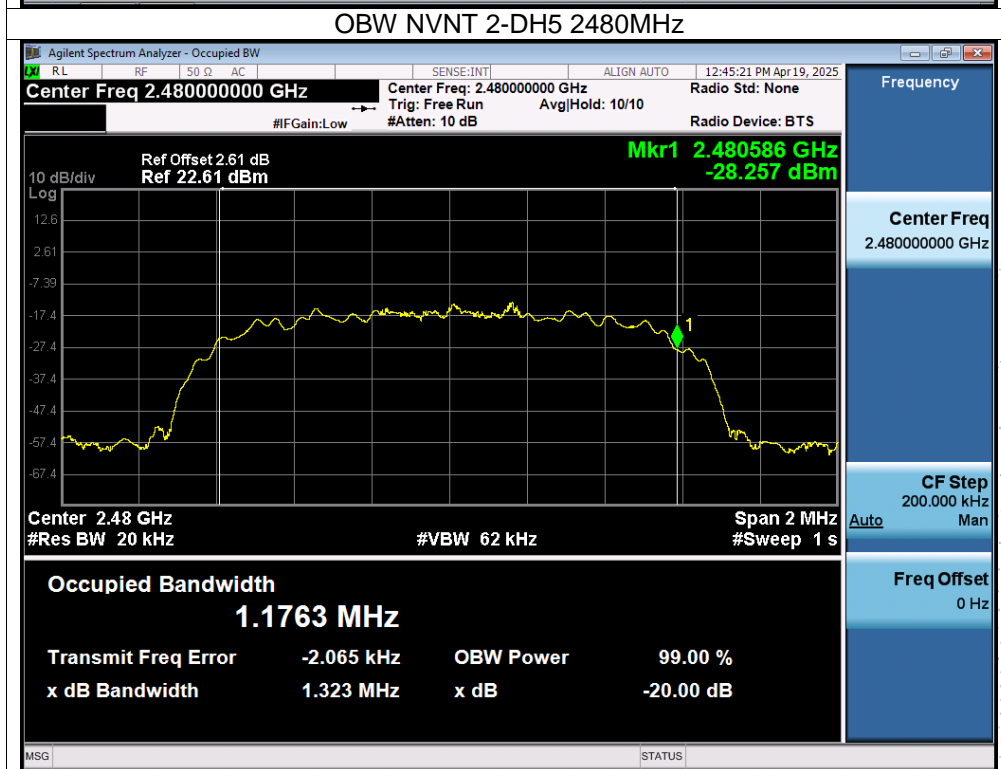 OBW NVNT 2-DH5 2480MHz
Agilent Spectrum Analyzer - Occupied BW
LXI RL RF 50 Ω AC SENSE:INT ALIGN AUTO 12:45:21 PM Apr 19, 2025
Center Freq 2.480000000 GHz
Center Freq: 2.480000000 GHz
Radio Std: None
Trig: Free Run Avg|Hold: 10/10
#IFGain:Low #Atten: 10 dB Radio Device: BTS
Mkr1 2.480586 GHz
-28.257 dBm
Ref Offset 2.61 dB
10 dB/div Ref 22.61 dBm
Log
12.6
2.61
-7.39
-17.4
-27.4
-37.4
-47.4
-57.4
-67.4
1
Center 2.48 GHz Span 2 MHz
#Res BW 20 kHz #VBW 62 kHz #Sweep 1 s
Occupied Bandwidth
1.1763 MHz
Transmit Freq Error -2.065 kHz OBW Power 99.00 %
x dB Bandwidth 1.323 MHz x dB -20.00 dB
Frequency
Center Freq
2.480000000 GHz
CF Step
200.000 kHz
Auto Man
Freq Offset
0 Hz
MSG STATUS